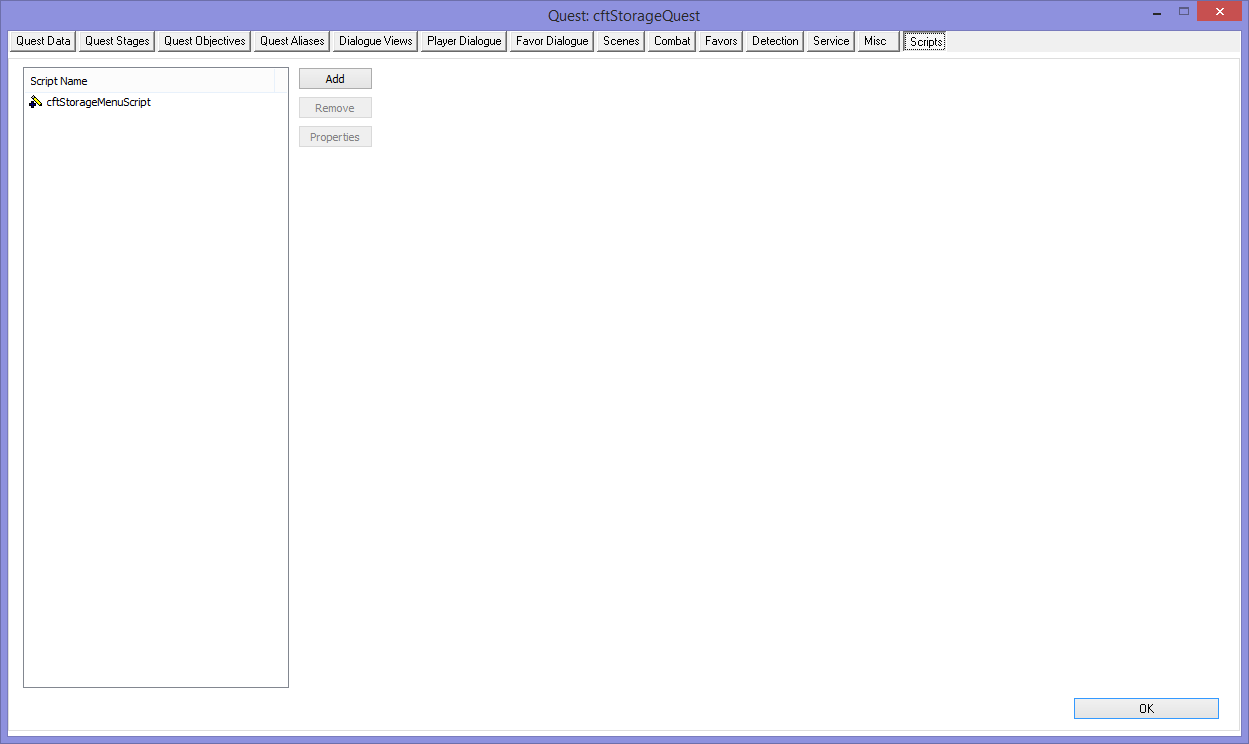 Quest: cftStorageQuest
Quest Data Quest Stages Quest Objectives Quest Aliases Dialogue Views Player Dialogue Favor Dialogue Scenes Combat Favors Detection Service Misc Scripts
Script Name
cftStorageMenuScript
Add
Remove
Properties
OK